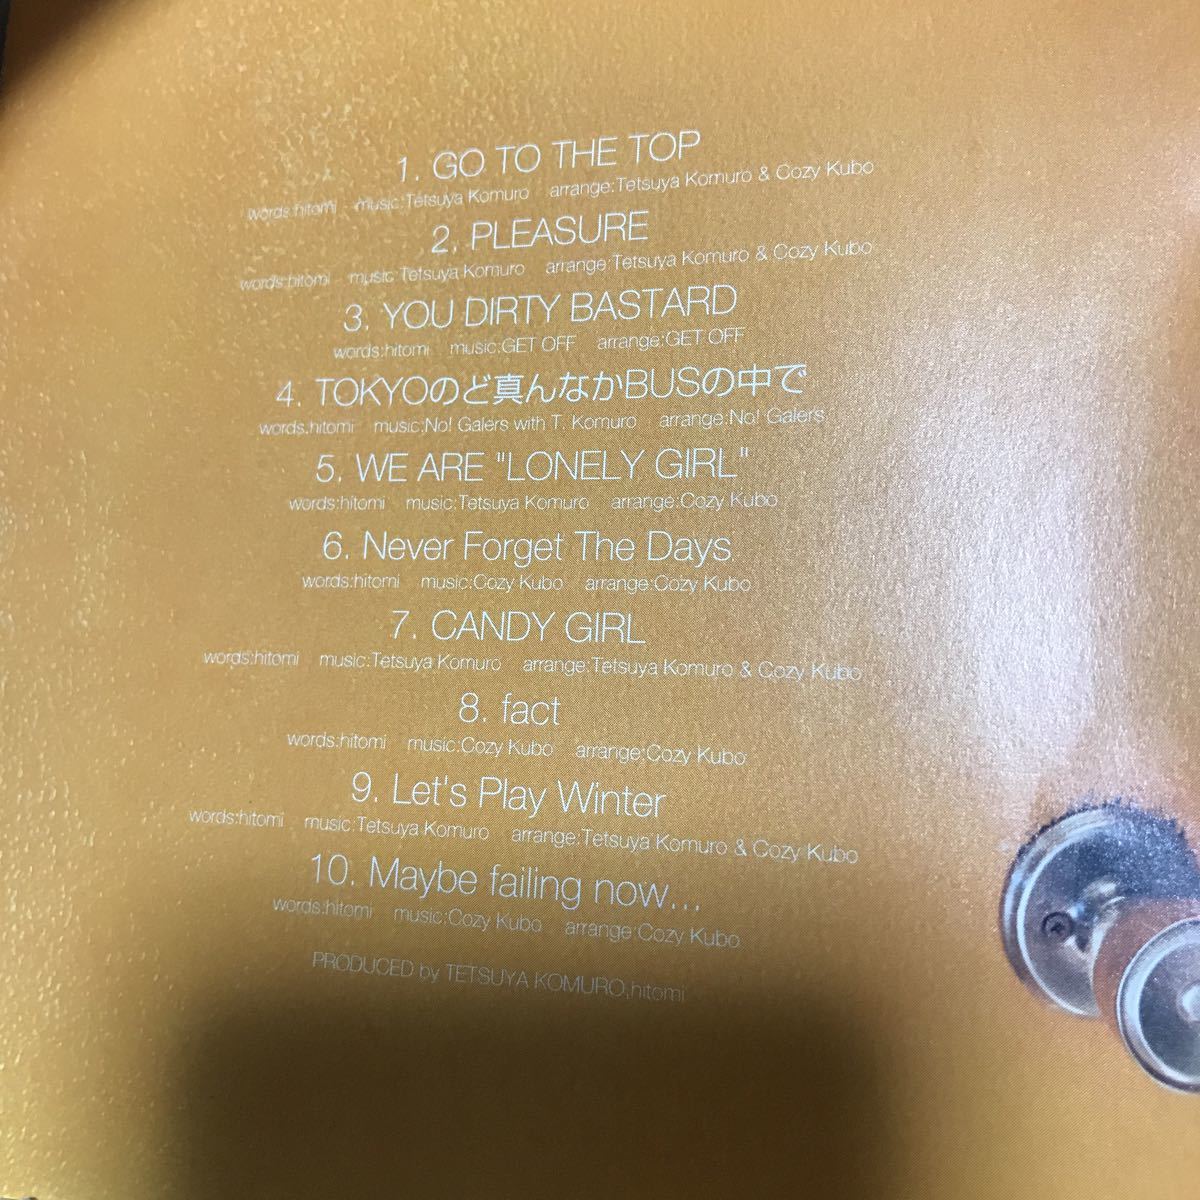 1. GO TO THE TOP
words:hitomi music:Tetsuya Komuro arrange:Tetsuya Komuro & Cozy Kubo
2. PLEASURE
words:hitomi music:Tetsuya Komuro arrange:Tetsuya Komuro & Cozy Kubo
3. YOU DIRTY BASTARD
words:hitomi music:GET OFF arrange:GET OFF
4. TOKYOのど真んなかBUSの中で
words:hitomi music:No! Galers with T. Komuro arrange:No! Galers
5. WE ARE "LONELY GIRL"
words:hitomi music:Tetsuya Komuro arrange:Cozy Kubo
6. Never Forget The Days
words:hitomi music:Cozy Kubo arrange:Cozy Kubo
7. CANDY GIRL
words:hitomi music:Tetsuya Komuro arrange:Tetsuya Komuro & Cozy Kubo
8. fact
words:hitomi music:Cozy Kubo arrange:Cozy Kubo
9. Let's Play Winter
words:hitomi music:Tetsuya Komuro arrange:Tetsuya Komuro & Cozy Kubo
10. Maybe failing now...
words:hitomi music:Cozy Kubo arrange:Cozy Kubo
PRODUCED by TETSUYA KOMURO,hitomi